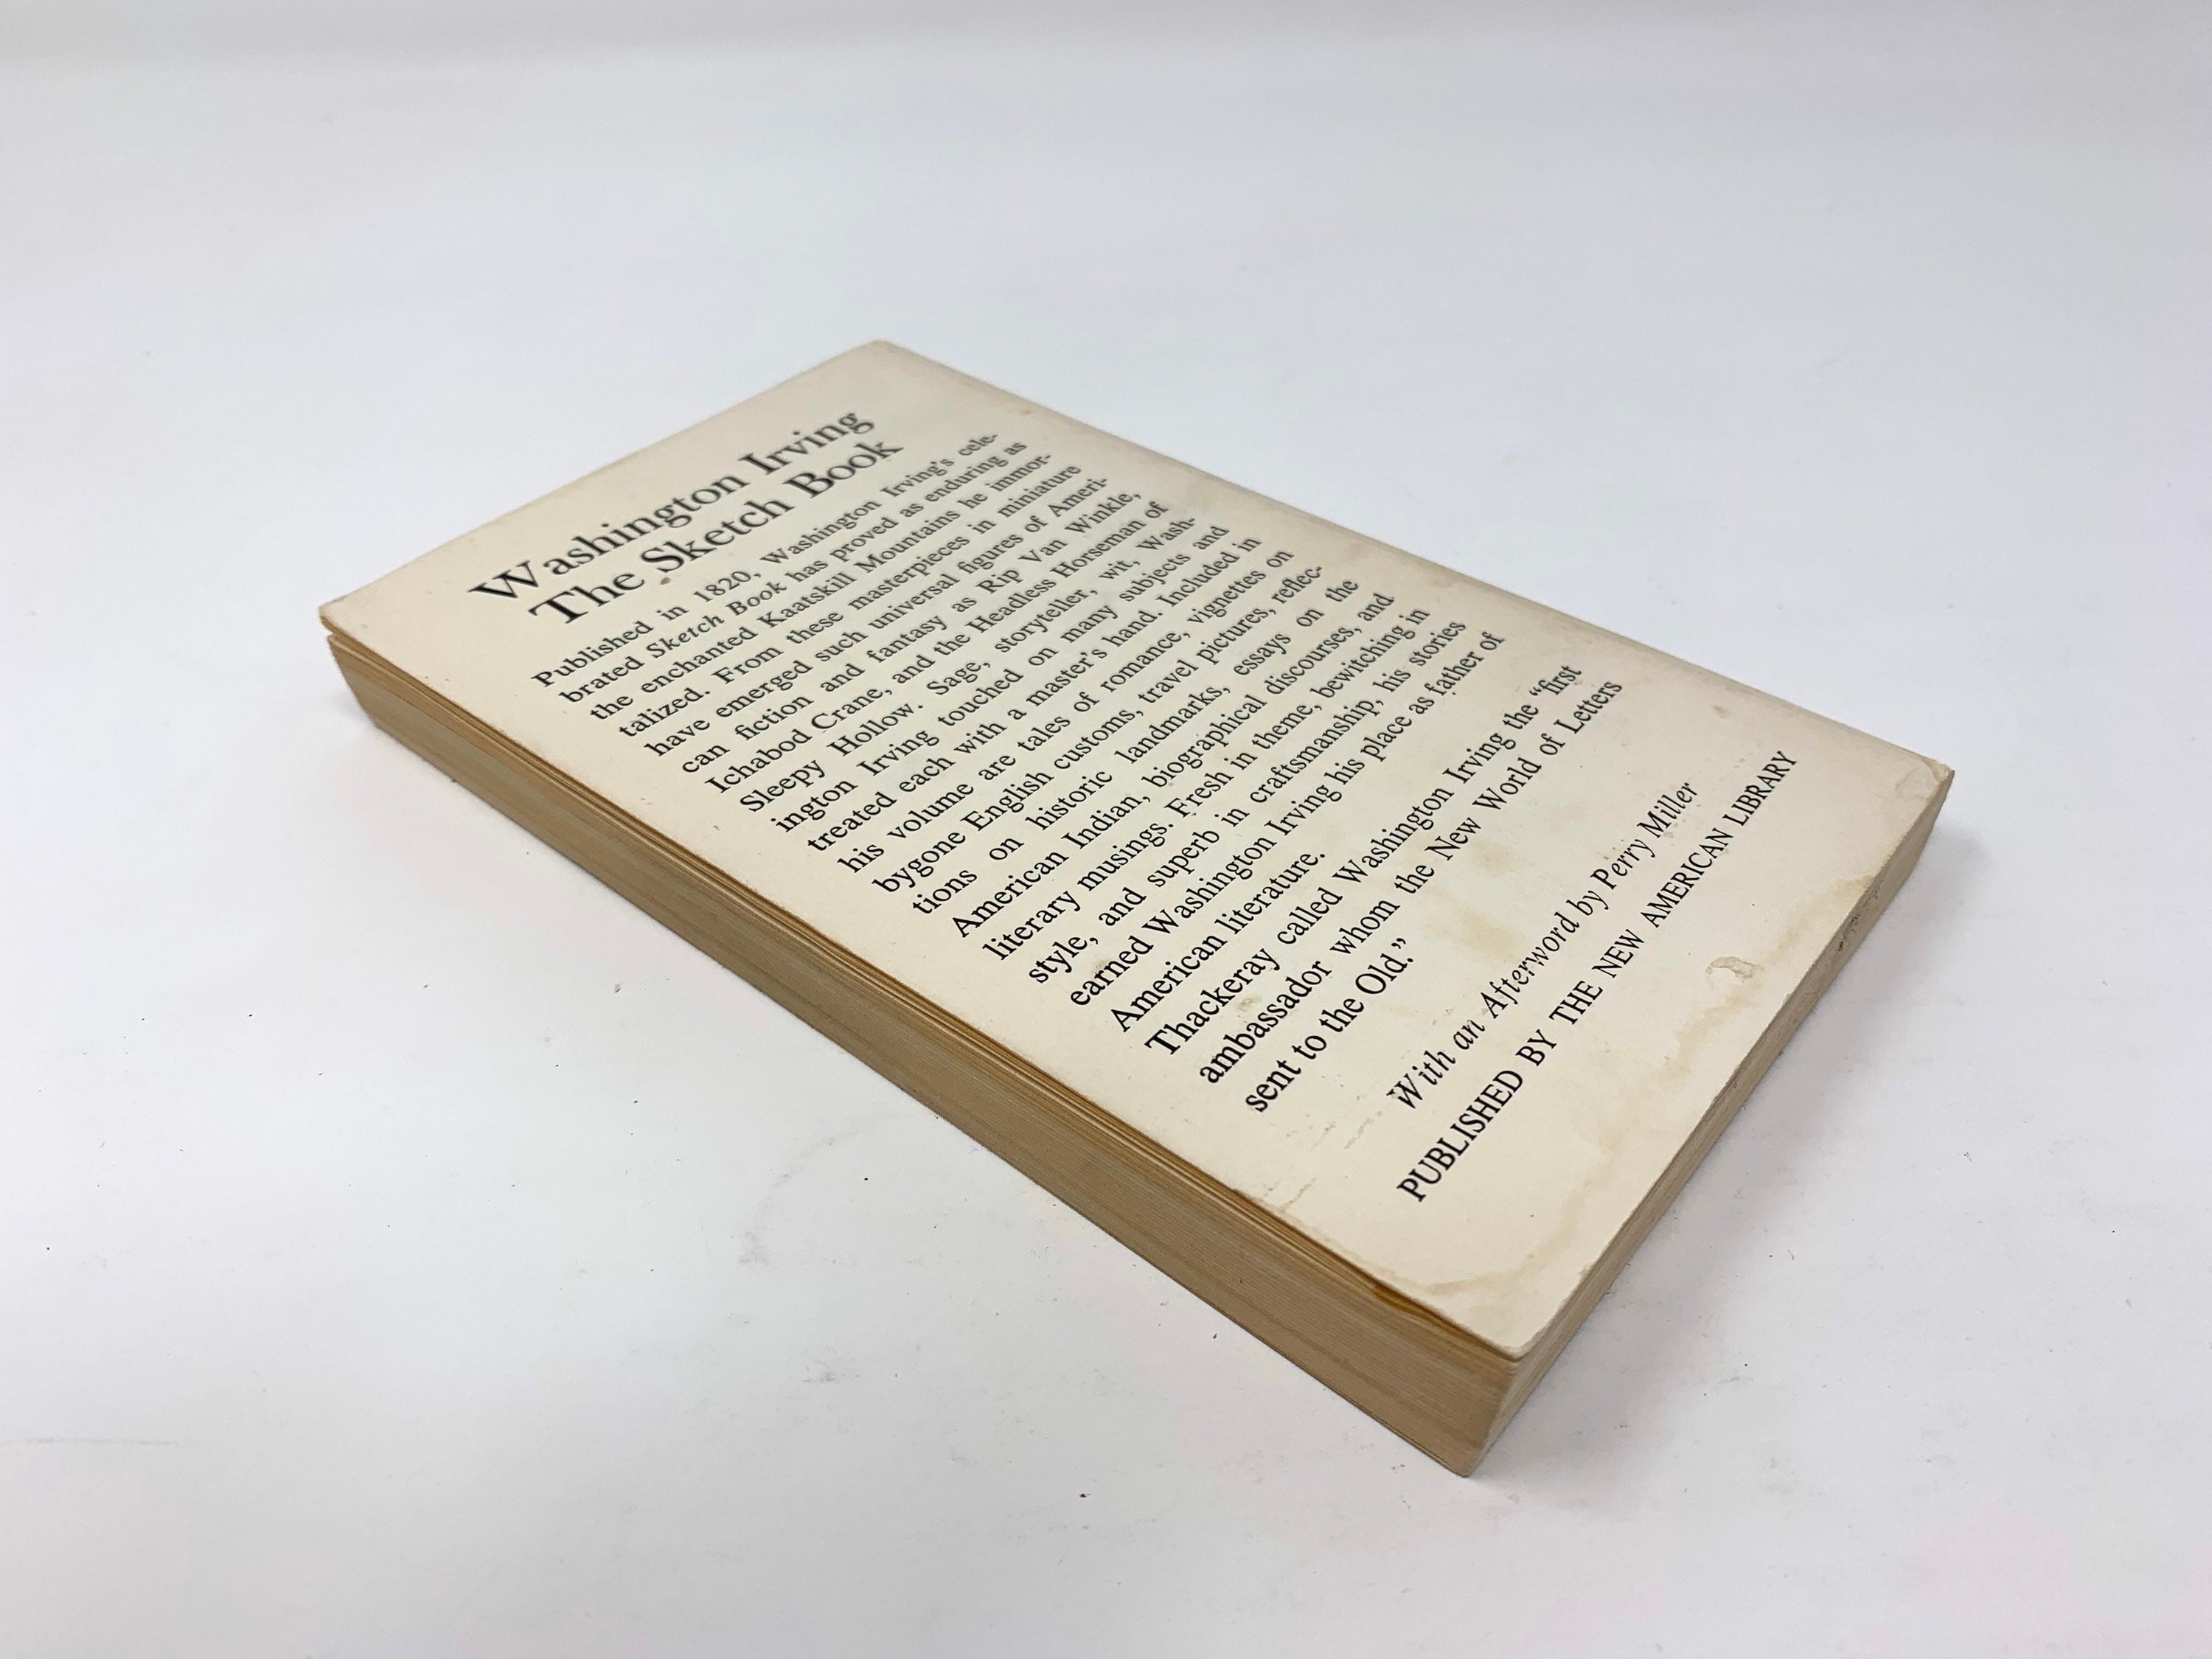 Washington Irving
The Sketch Book
Published in 1820, Washington Irving's cele-
brated Sketch Book has proved as enduring as
the enchanted Kaatskill Mountains he immor-
talized. From these masterpieces in miniature
have emerged such universal figures of Ameri-
can fiction and fantasy as Rip Van Winkle,
Ichabod Crane, and the Headless Horseman of
Sleepy Hollow. Sage, storyteller, wit, Wash-
ington Irving touched on many subjects and
treated each with a master's hand. Included in
his volume are tales of romance, vignettes on
bygone English customs, travel pictures, reflec-
tions on historic landmarks, essays on the
American Indian, biographical discourses, and
literary musings. Fresh in theme, bewitching in
style, and superb in craftsmanship, his stories
earned Washington Irving his place as father of
American literature.
Thackeray called Washington Irving the "first
ambassador whom the New World of Letters
sent to the Old."
With an Afterword by Perry Miller
PUBLISHED BY THE NEW AMERICAN LIBRARY